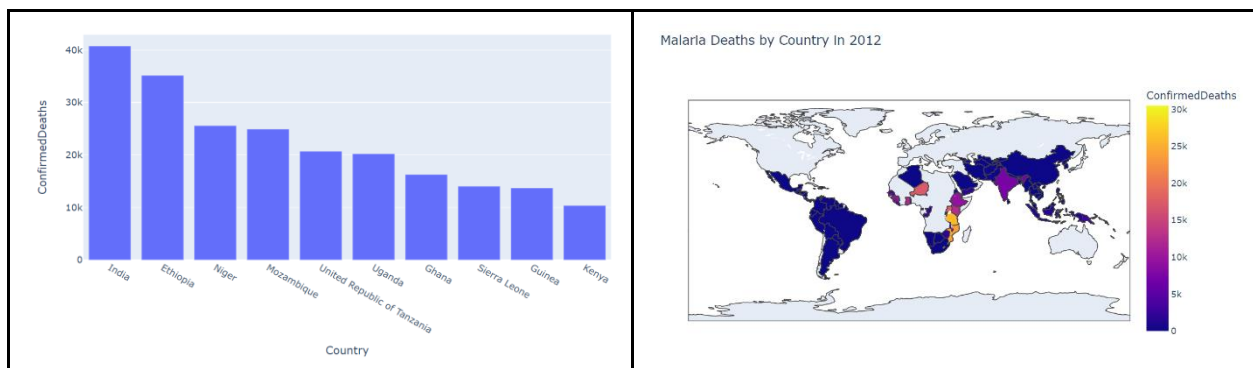 40k
30k
20k
10k
0
ConfirmedDeaths
India
Ethiopia
Niger
Mozambique
United Republic of Tanzania
Uganda
Ghana
Sierra Leone
Guinea
Kenya
Country
Malaria Deaths by Country in 2012
ConfirmedDeaths
30k
25k
20k
15k
10k
5k
0